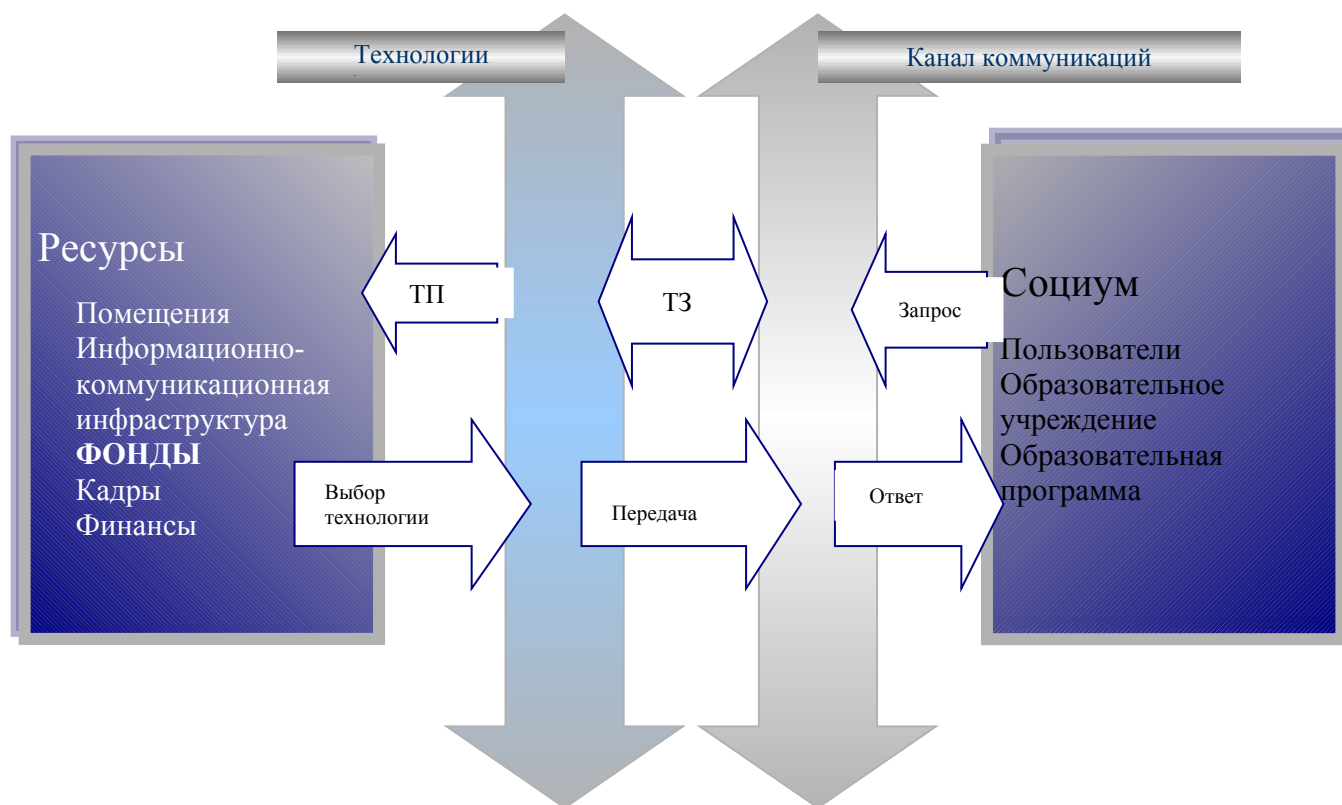 Технологии
Канал коммуникаций
Ресурсы
Помещения
Информационно-
коммуникационная
инфраструктура
ФОНДЫ
Кадры
Финансы
ТП
ТЗ
Запрос
Выбор
технологии
Передача
Ответ
Социум
Пользователи
Образовательное
учреждение
Образовательная
программа